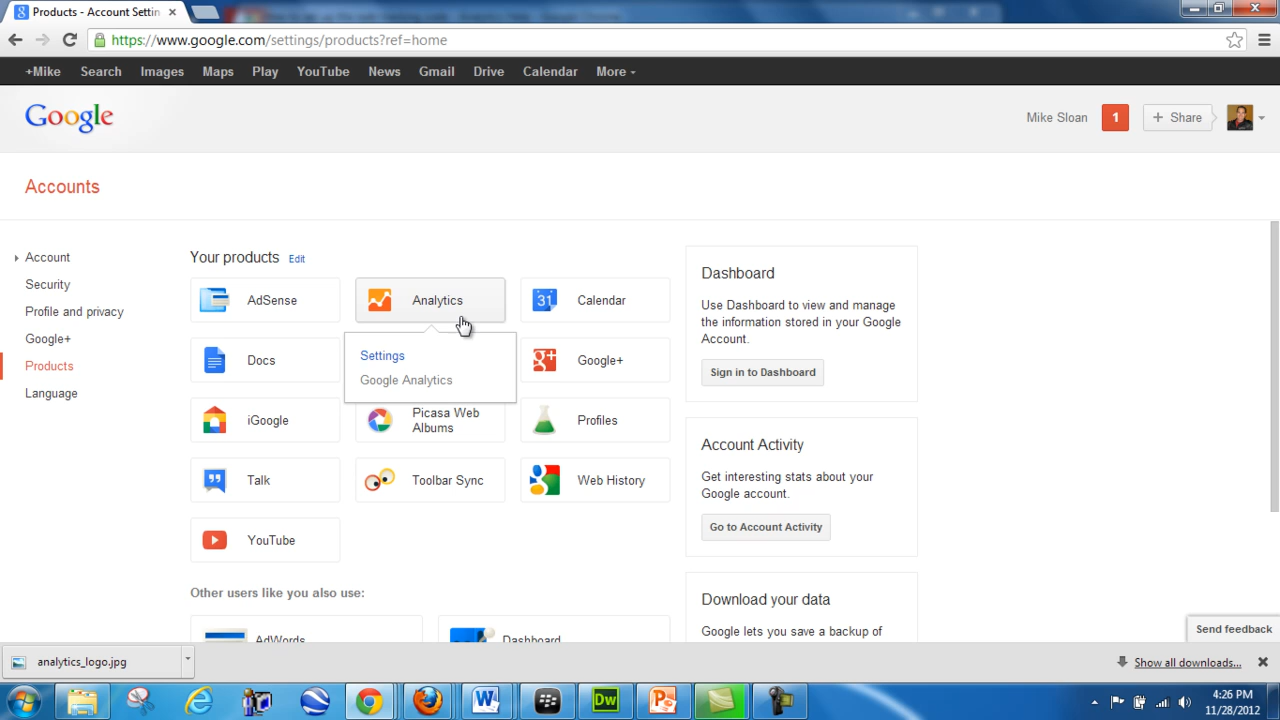 Products - Account Settin
https://www.google.com/settings/products?ref=home
+Mike Search Images Maps Play YouTube News Gmail Drive Calendar More
Google
Mike Sloan 1 + Share
Accounts
Account
Security
Profile and privacy
Google+
Products
Language
Your products Edit
AdSense
Analytics
Calendar
31
Settings
Google Analytics
Docs
Google+
iGoogle
Picasa Web
Albums
Profiles
Talk
Toolbar Sync
Web History
YouTube
Other users like you also use:
AdWords
Dashboard
Dashboard
Use Dashboard to view and manage
the information stored in your Google
Account.
Sign in to Dashboard
Account Activity
Get interesting stats about your
Google account.
Go to Account Activity
Download your data
Google lets you save a backup of
Send feedback
analytics_logo.jpg
Show all downloads...
W
Dw
P
4:26 PM
11/28/2012